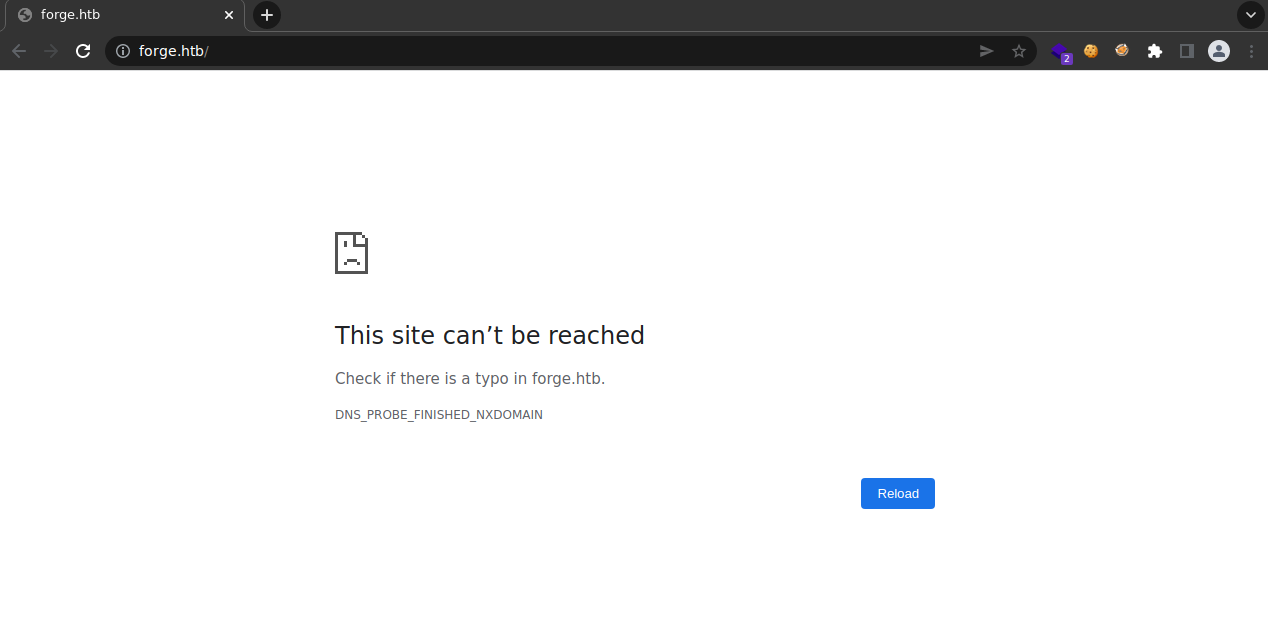 forge.htb
forge.htb/
2
This site can’t be reached
Check if there is a typo in forge.htb.
DNS_PROBE_FINISHED_NXDOMAIN
Reload